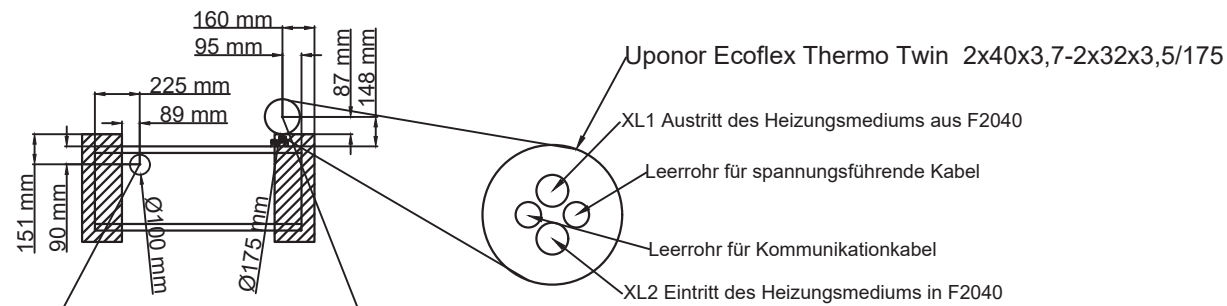 160 mm
95 mm
87 mm
148 mm
225 mm
89 mm
151 mm
90 mm
Ø100 mm
Ø175 mm
Uponor Ecoflex Thermo Twin 2x40x3,7-2x32x3,5/175
XL1 Austritt des Heizungsmediums aus F2040
Leerrohr für spannungsführende Kabel
Leerrohr für Kommunikationkabel
XL2 Eintritt des Heizungsmediums in F2040